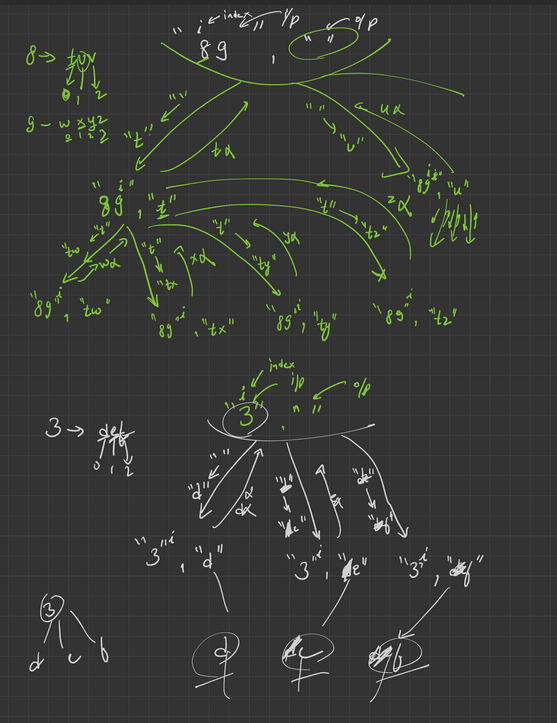 index i/p o/p
"89" i , " "
8 → tuv
0 1 2
9 - wxyz
0 1 2 2
" " → "t"
tα
" " → "u"
uα
"89" i , "t"
"89" i , "u"
"t" → "tw"
wα
"t" → "tx"
xα
"t" → "ty"
yα
"t" → "tz"
zα
"89" i , "tw"
"89" i , "tx"
"89" i , "ty"
"89" i , "tz"
index
i/p
o/p
"3" i , " "
3 → def
0 1 2
" " → "d"
dα
"3" i , "d"
"3" i , "e"
"3" i ,
3
d
d